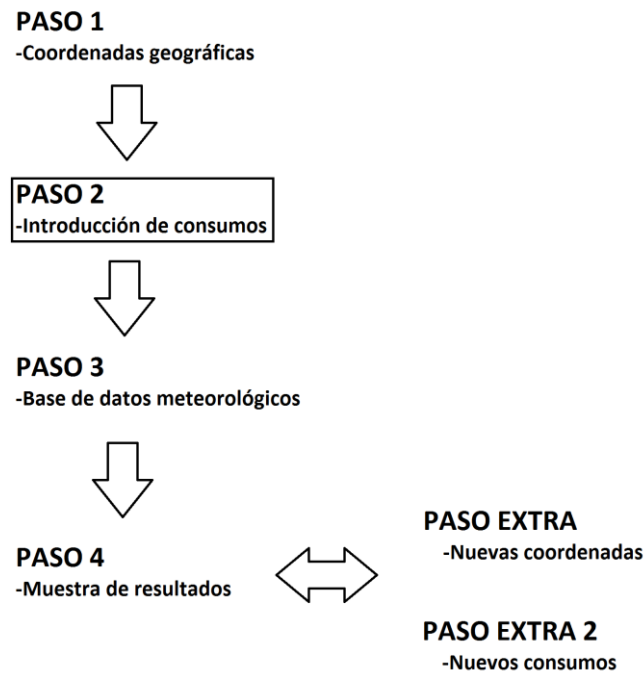 PASO 1
-Coordenadas geográficas
PASO 2
-Introducción de consumos
PASO 3
-Base de datos meteorológicos
PASO 4
-Muestra de resultados
PASO EXTRA
-Nuevas coordenadas
PASO EXTRA 2
-Nuevos consumos